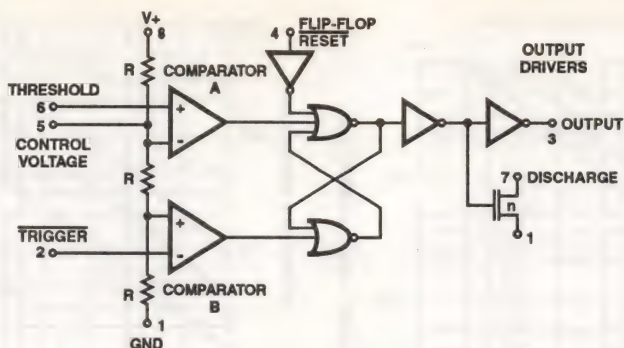 V+
8
4
FLIP-FLOP
RESET
OUTPUT
DRIVERS
R
COMPARATOR
A
THRESHOLD
6
5
CONTROL
VOLTAGE
+
-
OUTPUT
3
R
7
DISCHARGE
n
1
+
-
TRIGGER
2
R
COMPARATOR
B
1
GND